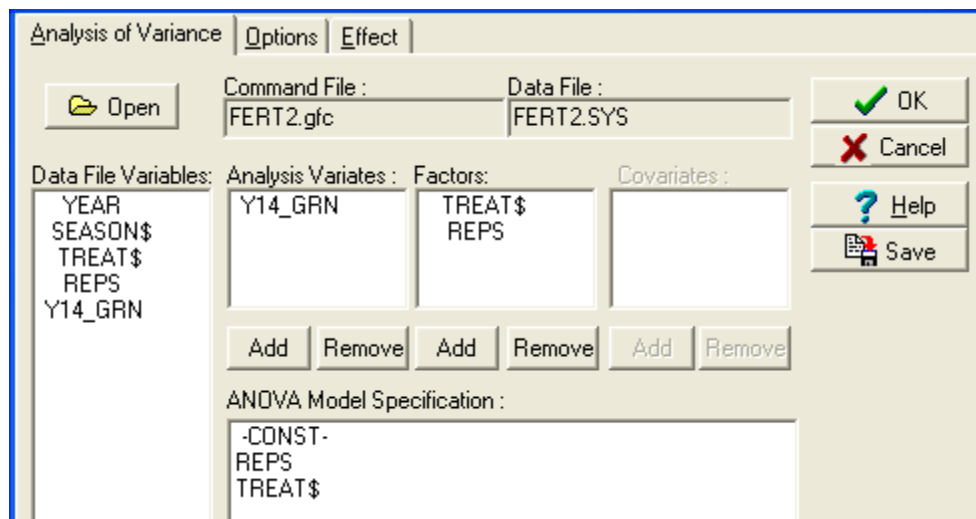 Analysis of Variance Options Effect
Open
Command File : Data File :
FERT2.gfc FERT2.SYS
OK
Cancel
Help
Save
Data File Variables: Analysis Variates : Factors: Covariates :
YEAR
SEASON$
TREAT$
REPS
Y14_GRN
Y14_GRN
TREAT$
REPS
Add Remove Add Remove Add Remove
ANOVA Model Specification :
-CONST-
REPS
TREAT$